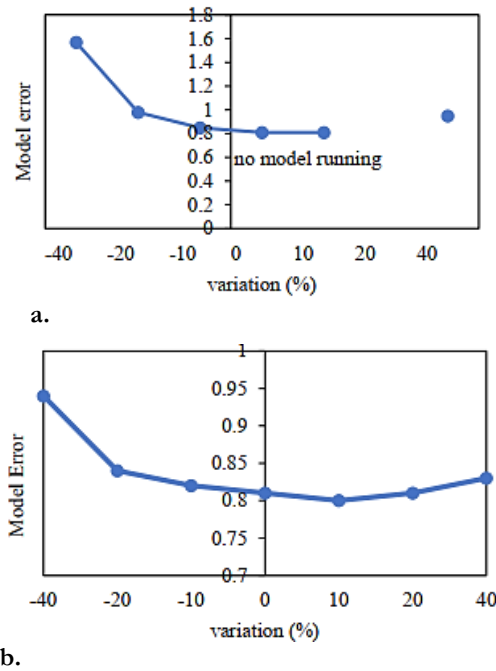 1.8
1.6
1.4
1.2
1
0.8
0.6
0.4
0.2
0
Model error
no model running
-40 -20 -10 0 10 20 40
variation (%)
a.
1
0.95
0.9
0.85
0.8
0.75
0.7
Model Error
-40 -20 -10 0 10 20 40
variation (%)
b.